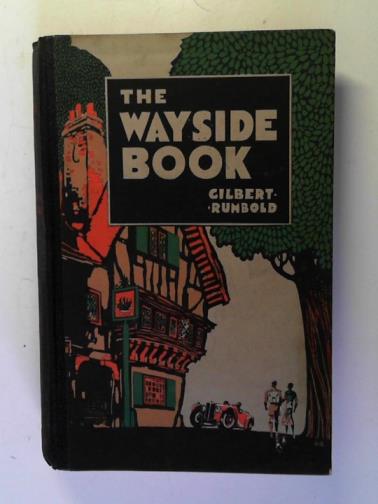 THE
WAYSIDE
BOOK
GILBERT·
·RUMBOLD